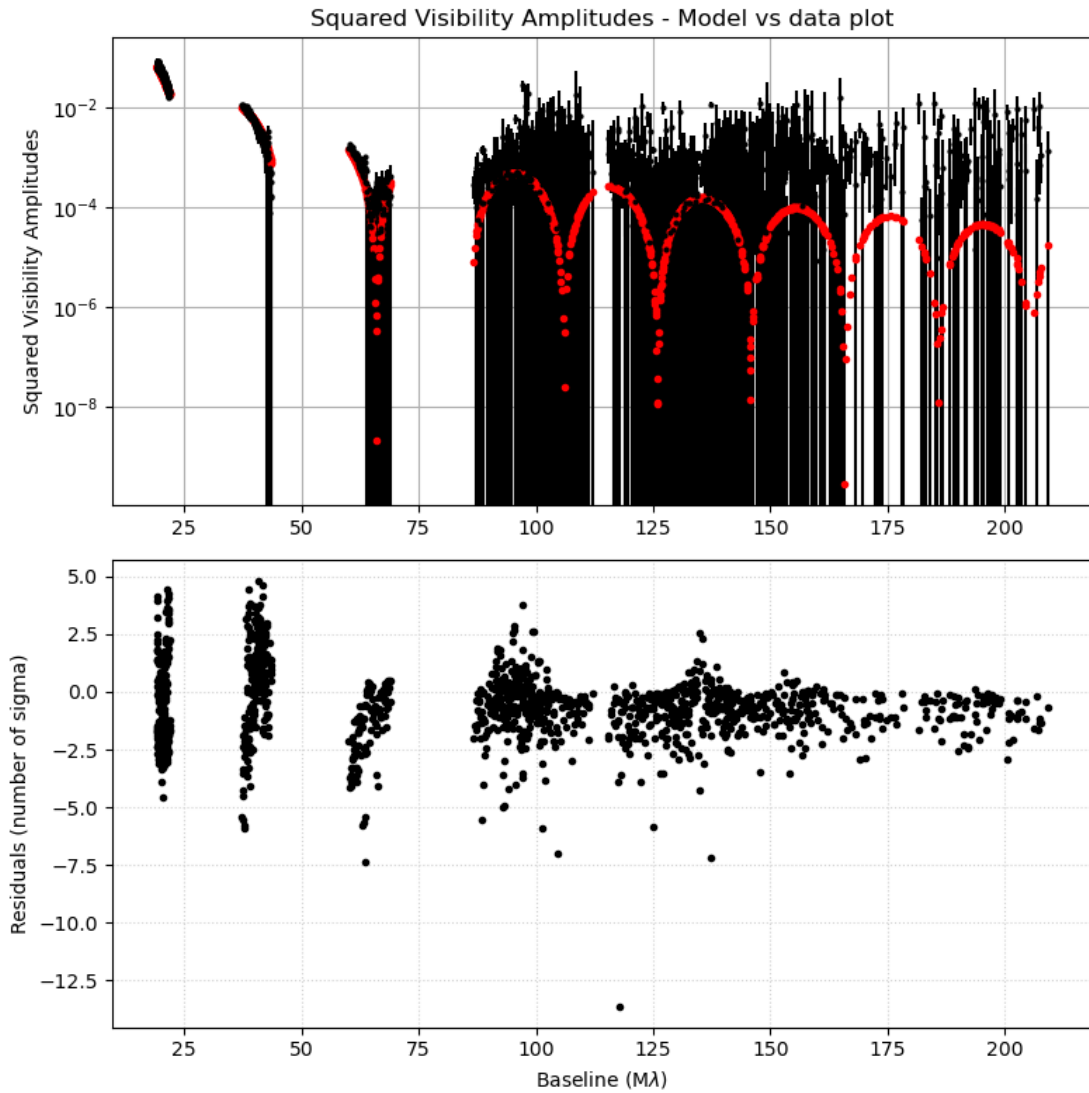 Squared Visibility Amplitudes - Model vs data plot
Squared Visibility Amplitudes
10⁻²
10⁻⁴
10⁻⁶
10⁻⁸
25 50 75 100 125 150 175 200
Residuals (number of sigma)
5.0
2.5
0.0
−2.5
−5.0
−7.5
−10.0
−12.5
25 50 75 100 125 150 175 200
Baseline (Mλ)